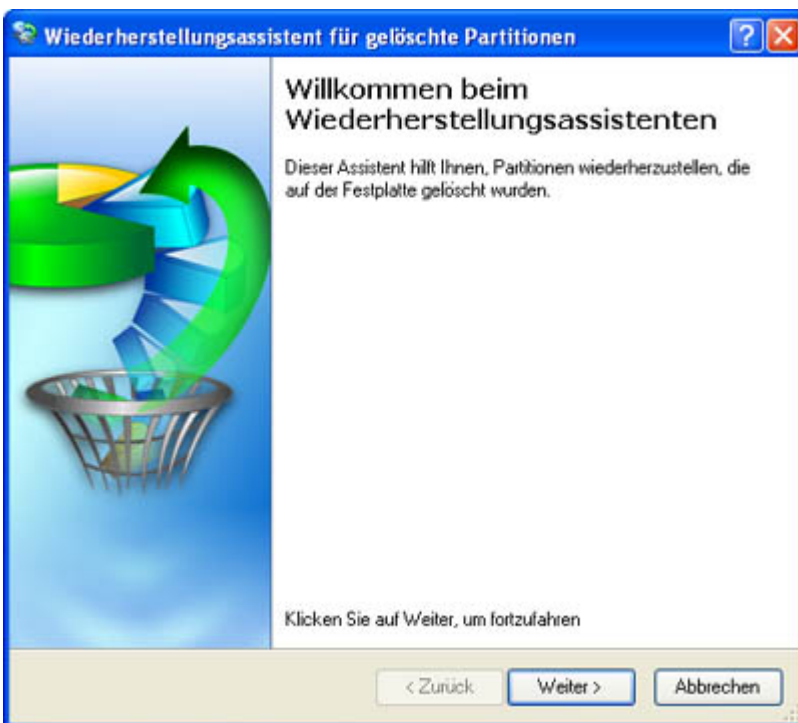 Wiederherstellungsassistent für gelöschte Partitionen
Willkommen beim
Wiederherstellungsassistenten
Dieser Assistent hilft Ihnen, Partitionen wiederherzustellen, die
auf der Festplatte gelöscht wurden.
Klicken Sie auf Weiter, um fortzufahren
< Zurück
Weiter >
Abbrechen